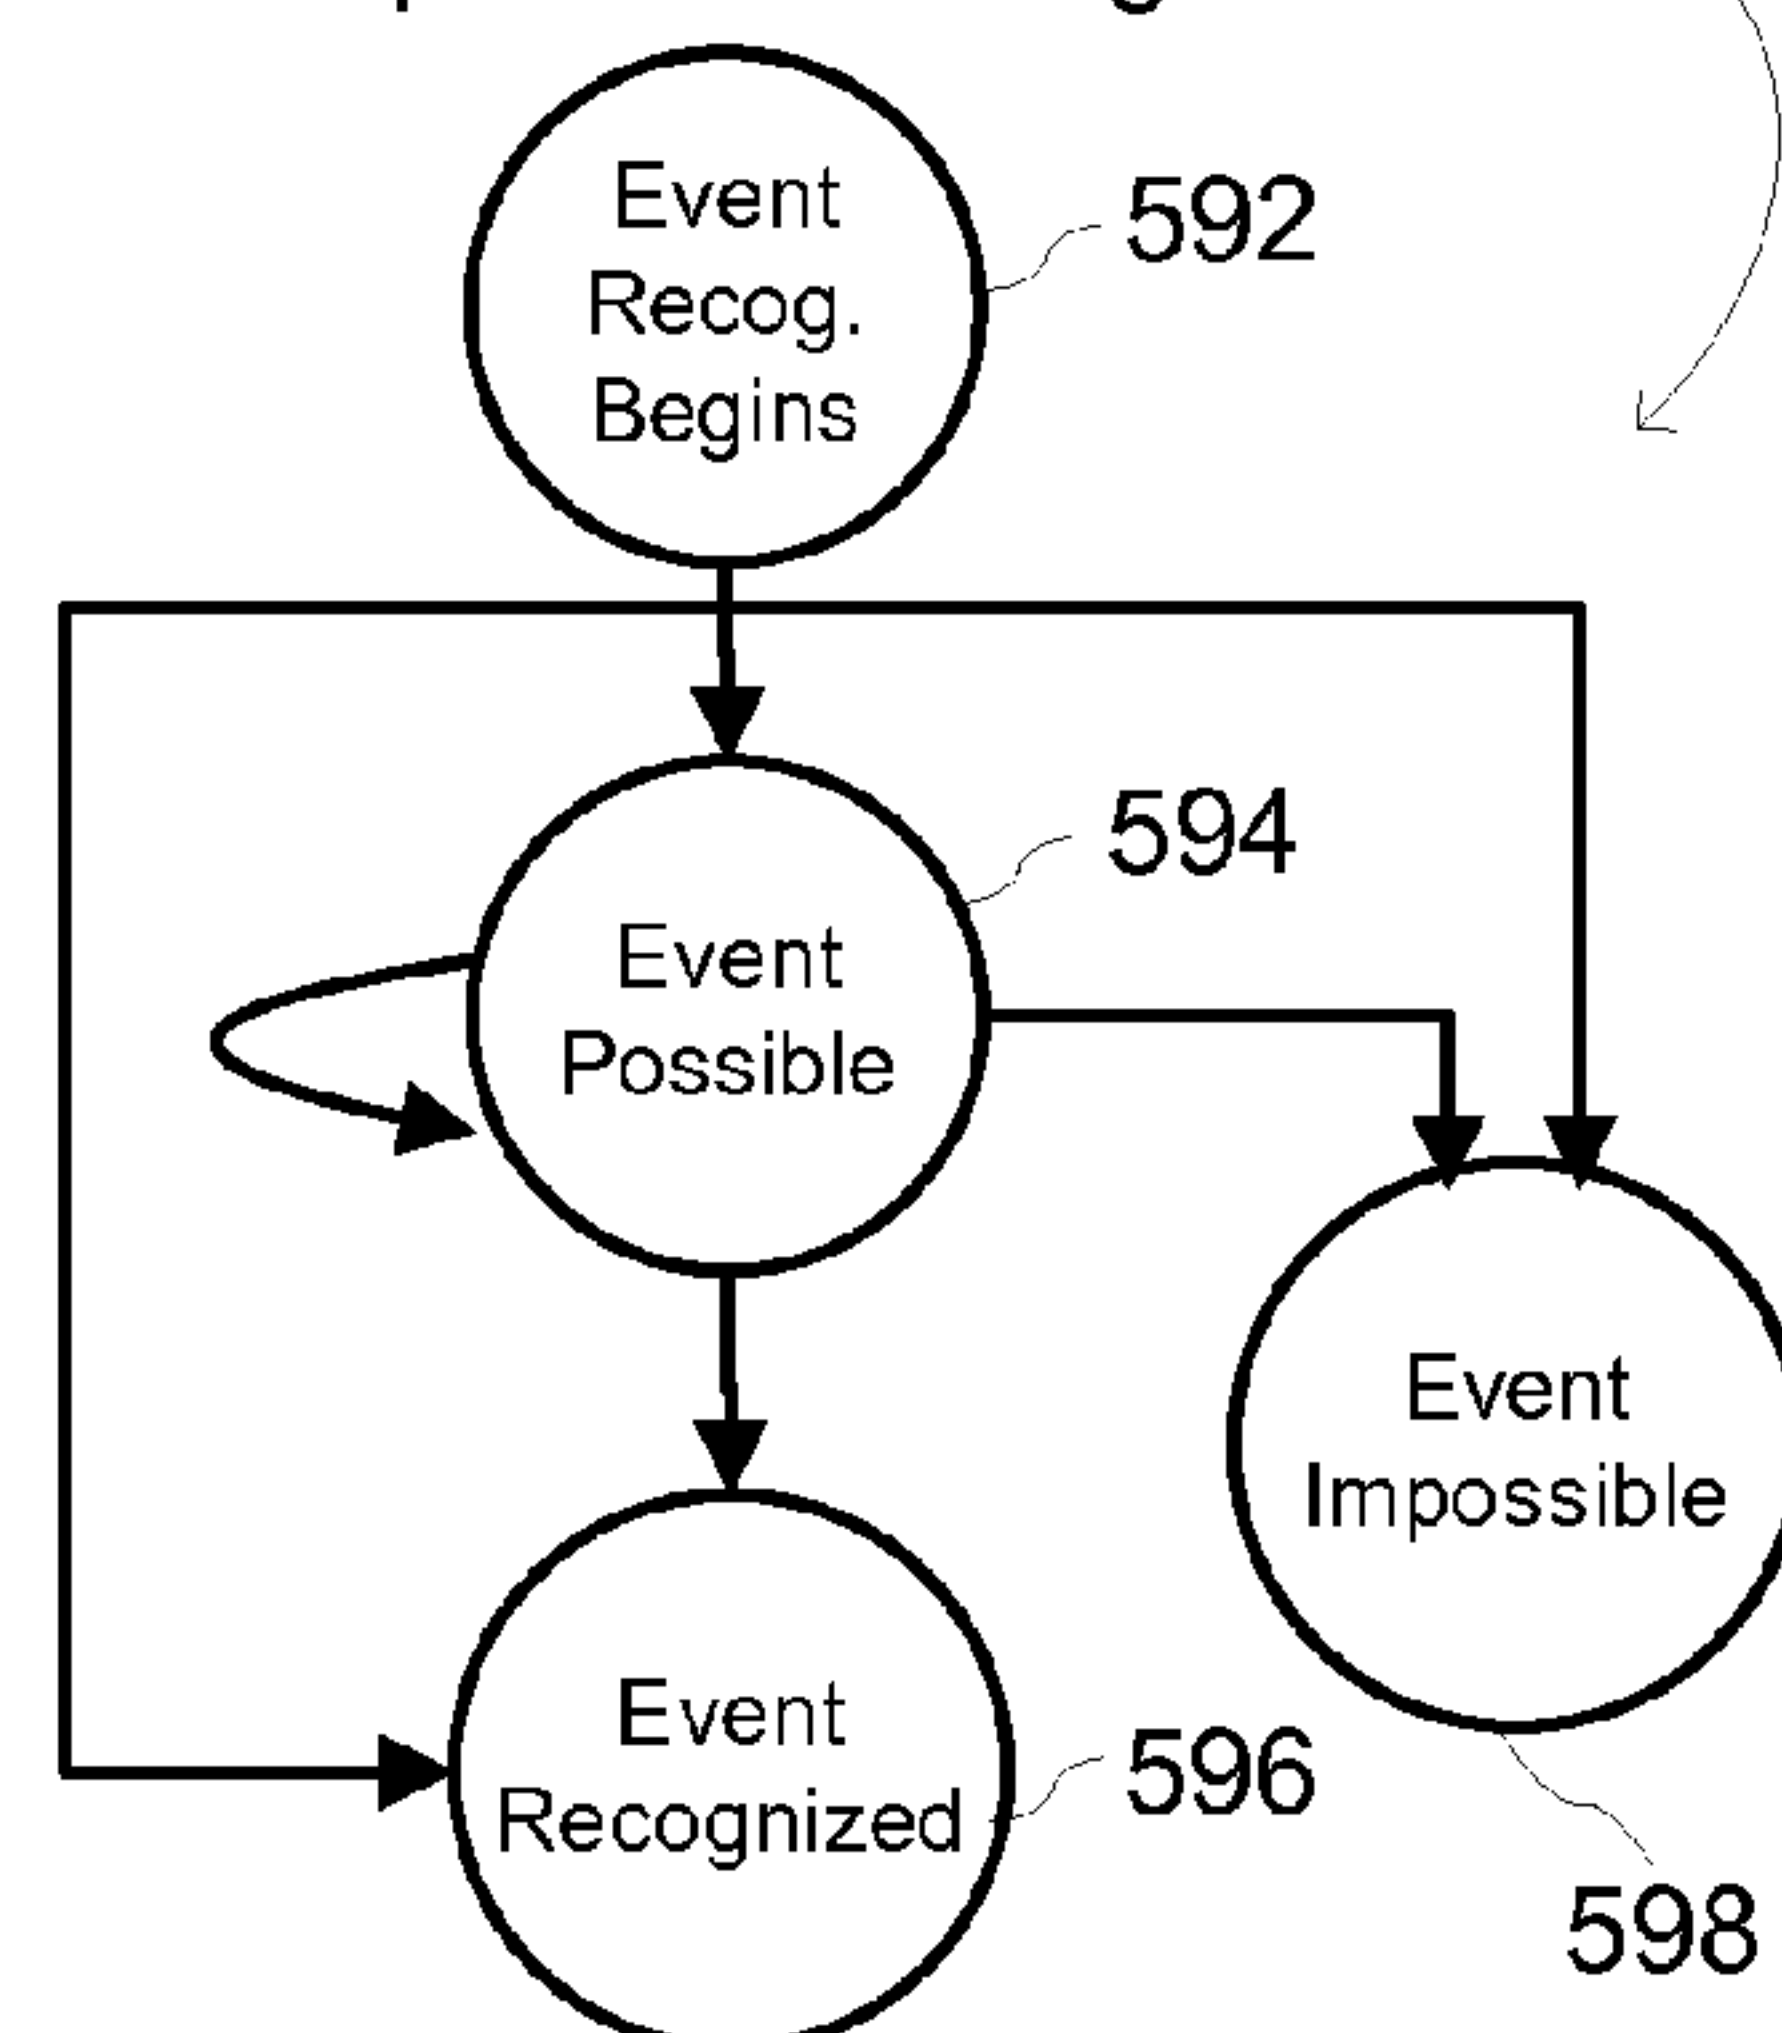 Event
Recog.
Begins
592
594
Event
Possible
Event
Impossible
Event
Recognized
596
598